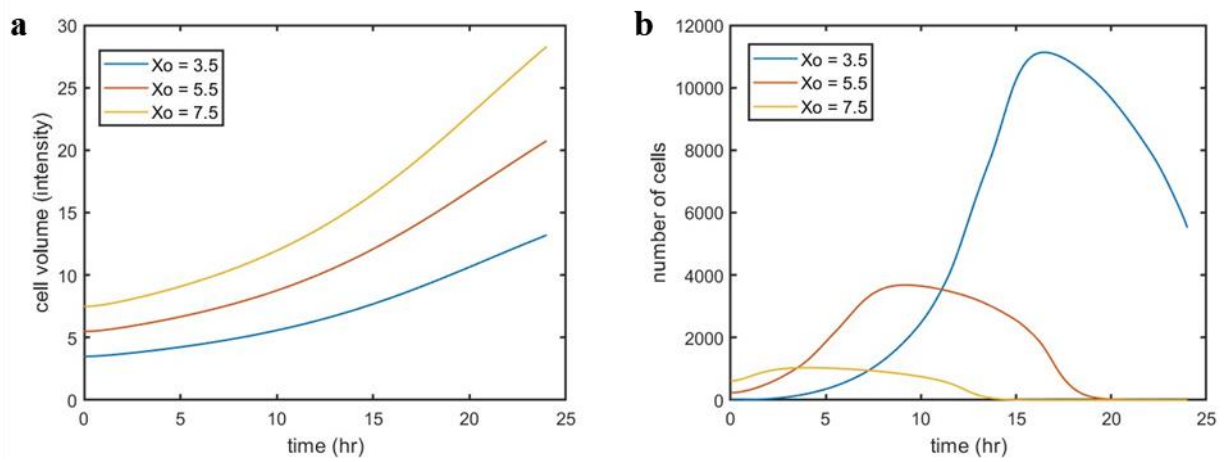 a
30
25
20
15
10
5
0
cell volume (intensity)
Xo = 3.5
Xo = 5.5
Xo = 7.5
0 5 10 15 20 25
time (hr)
b
12000
10000
8000
6000
4000
2000
0
number of cells
Xo = 3.5
Xo = 5.5
Xo = 7.5
0 5 10 15 20 25
time (hr)